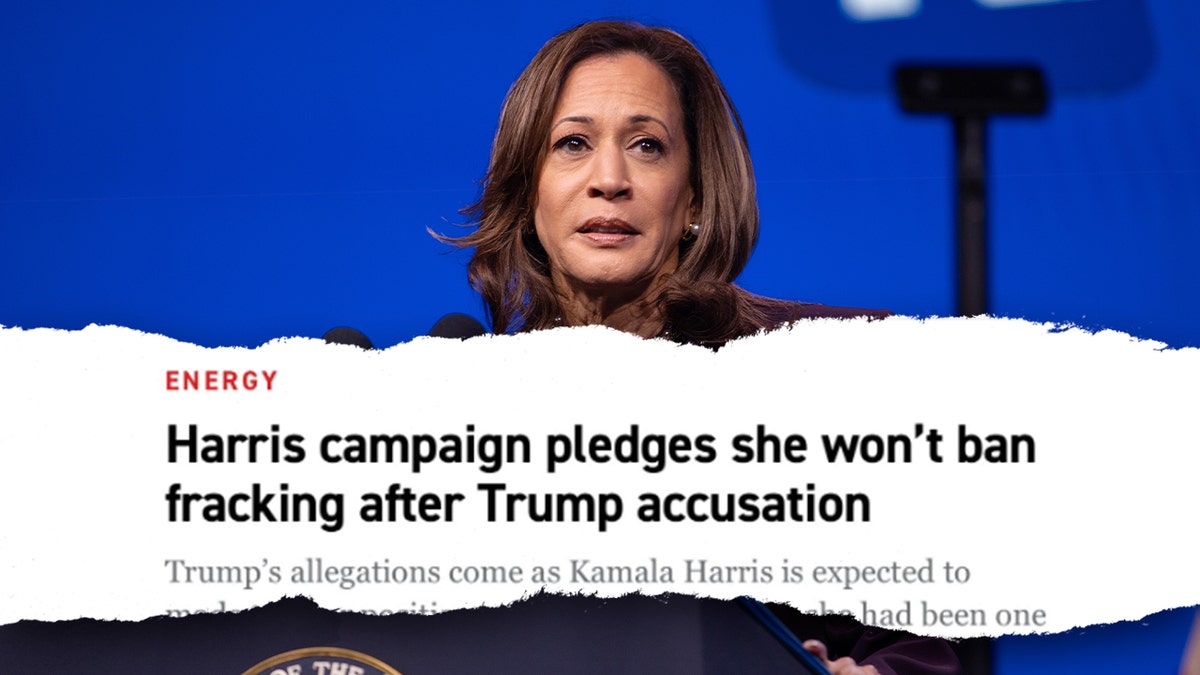 ENERGY
Harris campaign pledges she won't ban
fracking after Trump accusation
Trump's allegations come as Kamala Harris is expected to
she had been one
OF THE